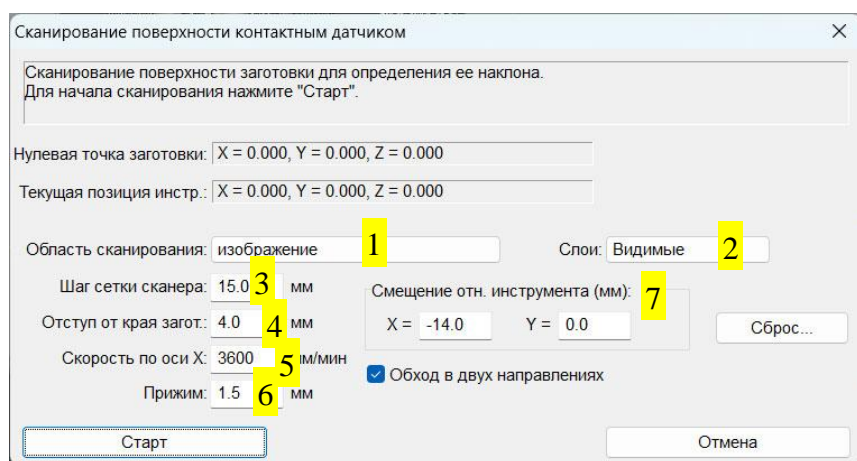 Сканирование поверхности контактным датчиком
Сканирование поверхности заготовки для определения ее наклона.
Для начала сканирования нажмите "Старт".
Нулевая точка заготовки: X = 0.000, Y = 0.000, Z = 0.000
Текущая позиция инстр.: X = 0.000, Y = 0.000, Z = 0.000
Область сканирования: изображение 1 Слои: Видимые 2
Шаг сетки сканера: 15.0 3 мм Смещение отн. инструмента (мм): 7
Отступ от края загот.: 4.0 4 мм X = -14.0 Y = 0.0 Сброс...
Скорость по оси X: 3600 5 м/мин
Обход в двух направлениях
Прижим: 1.5 6 мм
Старт Отмена